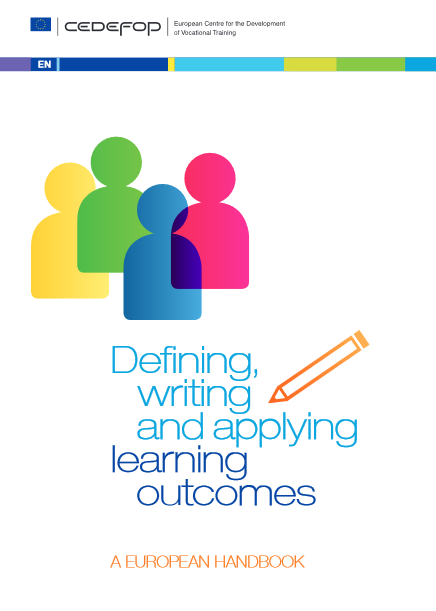 CEDEFOP
European Centre for the Development
of Vocational Training
EN
Defining,
writing
and applying
learning
outcomes
A EUROPEAN HANDBOOK